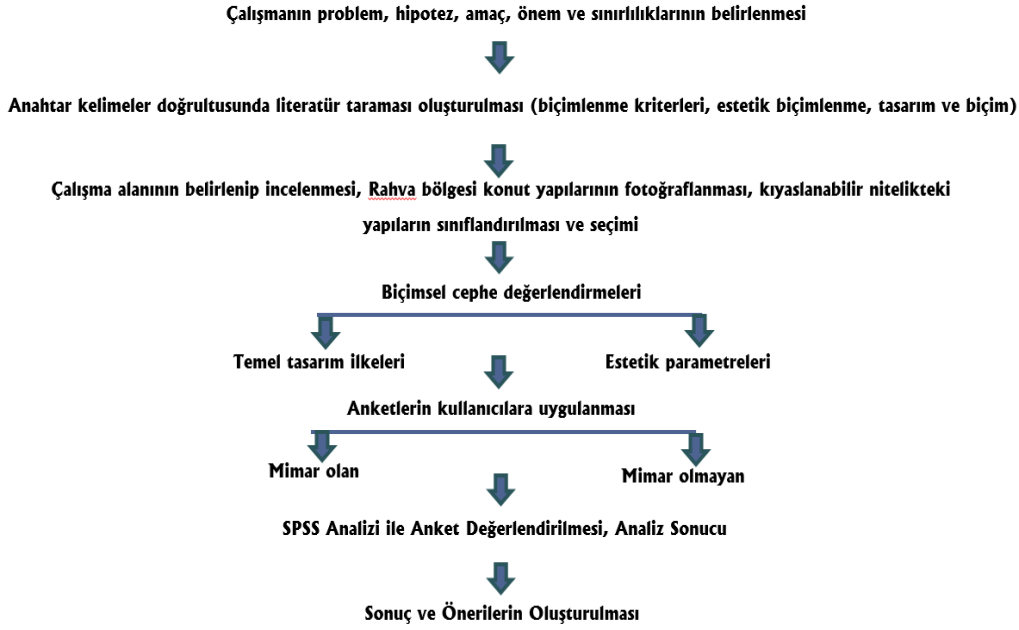 Çalışmanın problem, hipotez, amaç, önem ve sınırlılıklarının belirlenmesi
Anahtar kelimeler doğrultusunda literatür taraması oluşturulması (biçimlenme kriterleri, estetik biçimlenme, tasarım ve biçim)
Çalışma alanının belirlenip incelenmesi, Rahva bölgesi konut yapılarının fotoğraflanması, kıyaslanabilir nitelikteki
yapıların sınıflandırılması ve seçimi
Biçimsel cephe değerlendirmeleri
Temel tasarım ilkeleri
Estetik parametreleri
Anketlerin kullanıcılara uygulanması
Mimar olan
Mimar olmayan
SPSS Analizi ile Anket Değerlendirilmesi, Analiz Sonucu
Sonuç ve Önerilerin Oluşturulması